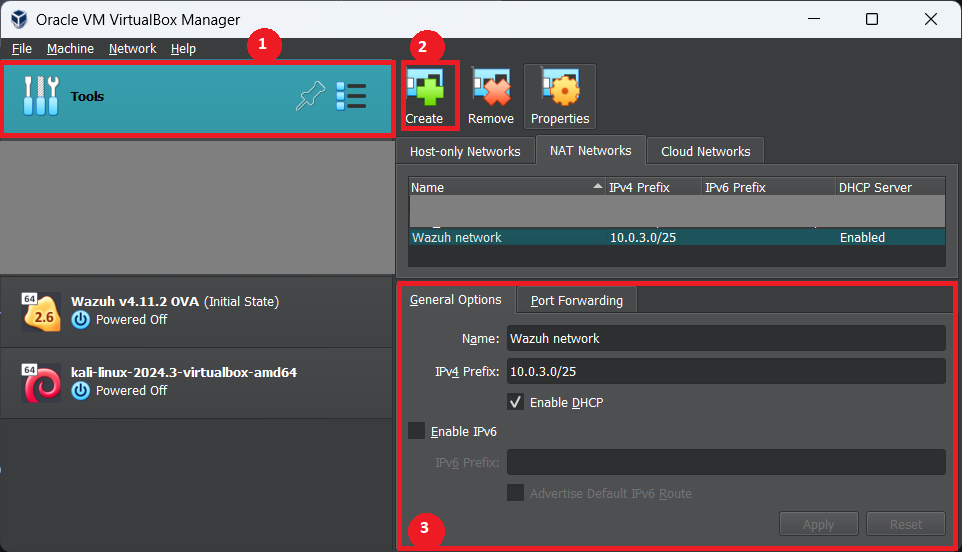 Oracle VM VirtualBox Manager
File Machine Network Help
1
2
Tools
Create Remove Properties
Host-only Networks NAT Networks Cloud Networks
Name IPv4 Prefix IPv6 Prefix DHCP Server
Wazuh network 10.0.3.0/25 Enabled
64
2.6
Wazuh v4.11.2 OVA (Initial State)
Powered Off
64
kali-linux-2024.3-virtualbox-amd64
Powered Off
General Options Port Forwarding
Name: Wazuh network
IPv4 Prefix: 10.0.3.0/25
Enable DHCP
Enable IPv6
IPv6 Prefix:
Advertise Default IPv6 Route
Apply Reset
3